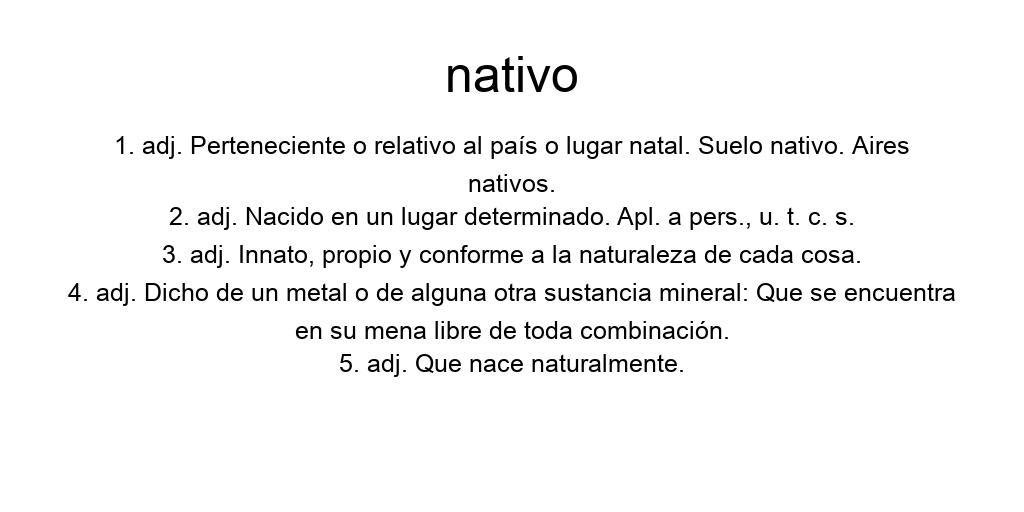 nativo
1. adj. Perteneciente o relativo al país o lugar natal. Suelo nativo. Aires
nativos.
2. adj. Nacido en un lugar determinado. Apl. a pers., u. t. c. s.
3. adj. Innato, propio y conforme a la naturaleza de cada cosa.
4. adj. Dicho de un metal o de alguna otra sustancia mineral: Que se encuentra
en su mena libre de toda combinación.
5. adj. Que nace naturalmente.